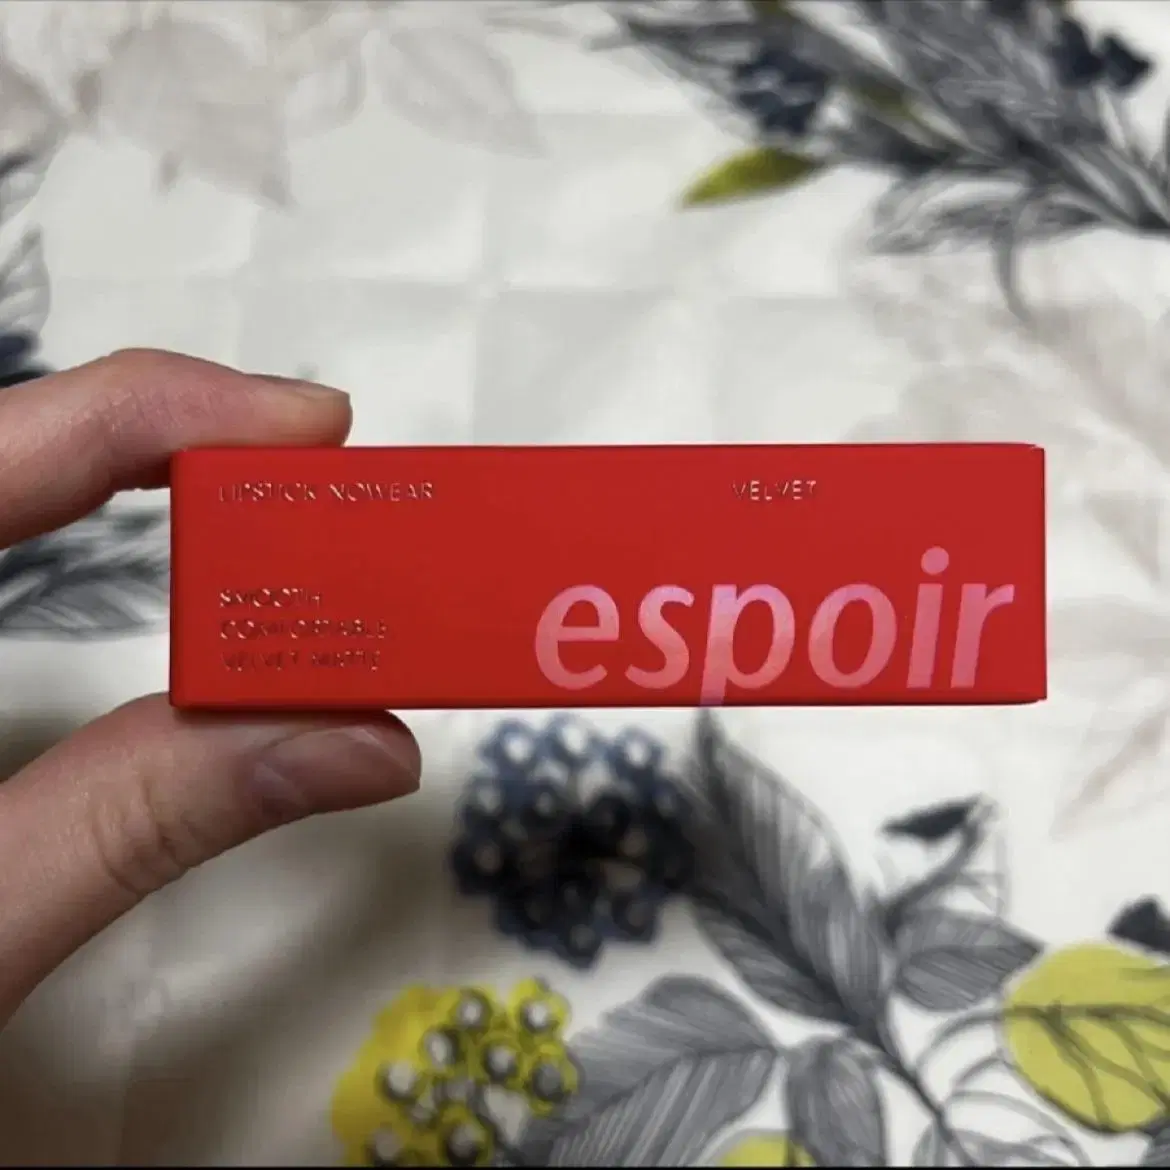 LIPSTICK NOWEAR
VELVET
SMOOTH
COMFORTABLE
VELVET MATTE
espoir